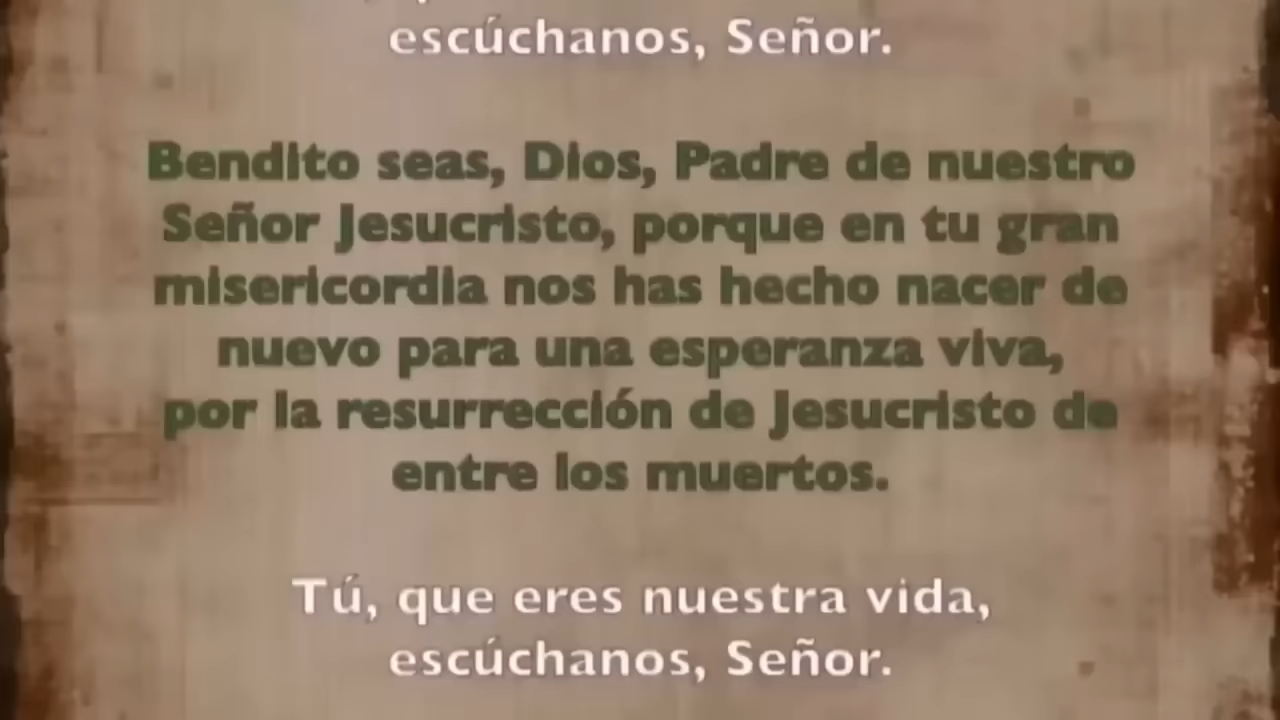 escúchanos, Señor.
Bendito seas, Dios, Padre de nuestro
Señor Jesucristo, porque en tu gran
misericordia nos has hecho nacer de
nuevo para una esperanza viva,
por la resurrección de Jesucristo de
entre los muertos.
Tú, que eres nuestra vida,
escúchanos, Señor.